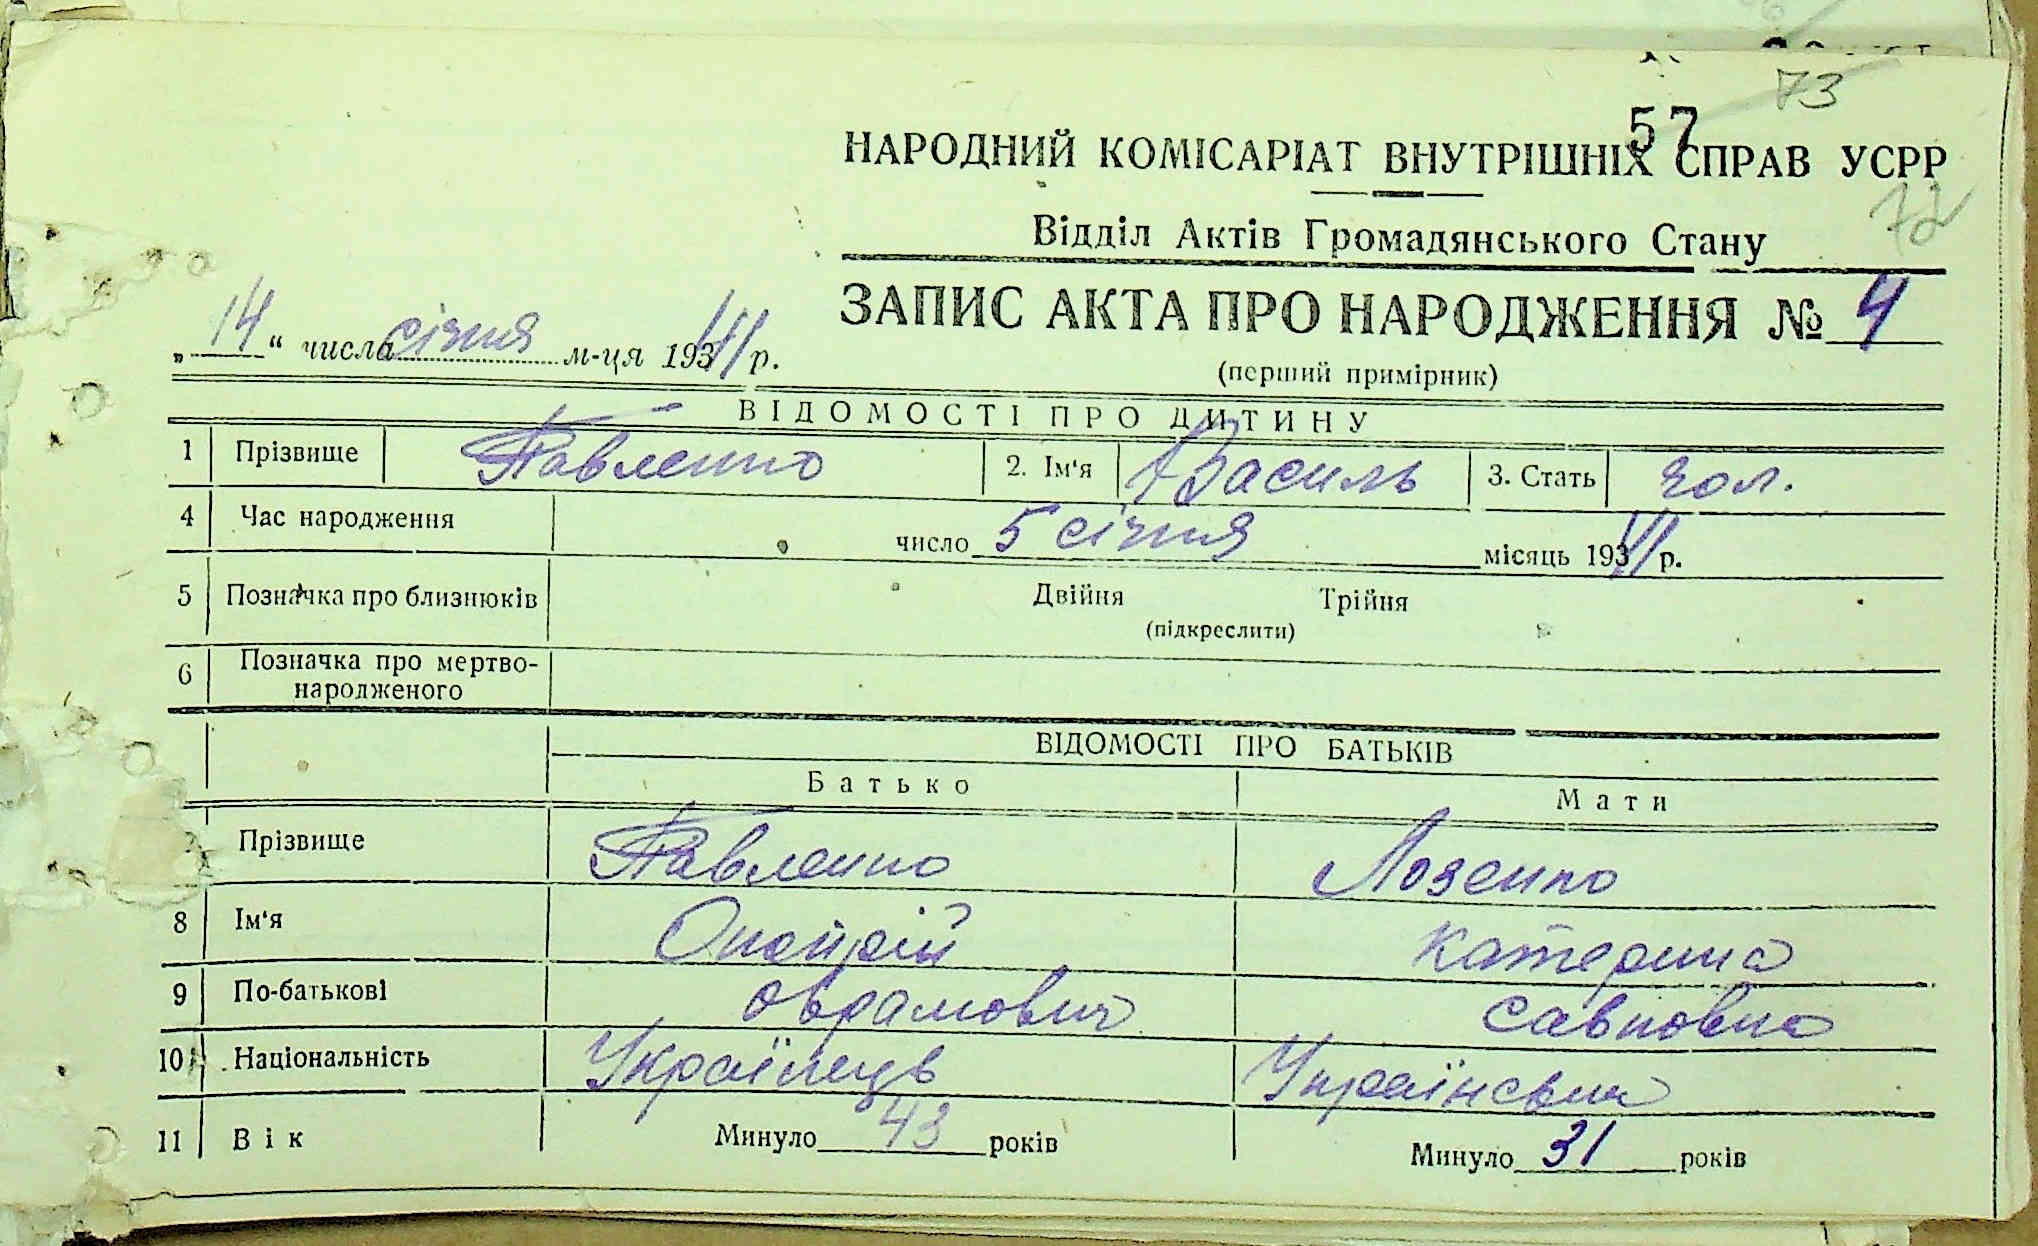 73
57
НАРОДНИЙ КОМІСАРІАТ ВНУТРІШНІХ СПРАВ УСРР
72
Відділ Актів Громадянського Стану
ЗАПИС АКТА ПРО НАРОДЖЕННЯ № 4
„14“ числа січня м-ця 1941 р.
(перший примірник)
ВІДОМОСТІ ПРО ДИТИНУ
1 Прізвище Павленко 2. Ім'я Василь 3. Стать чол.
4 Час народження число 5 січня місяць 1941 р.
5 Позначка про близнюків Двійня Трійня
(підкреслити)
6 Позначка про мертво-
народженого
ВІДОМОСТІ ПРО БАТЬКІВ
Батько Мати
Прізвище Павленко Лозенко
8 Ім'я Онопрій Катерина
9 По-батькові Оврамович Савновна
10 Національність Українець Українська
11 Вік Минуло 43 років Минуло 31 років